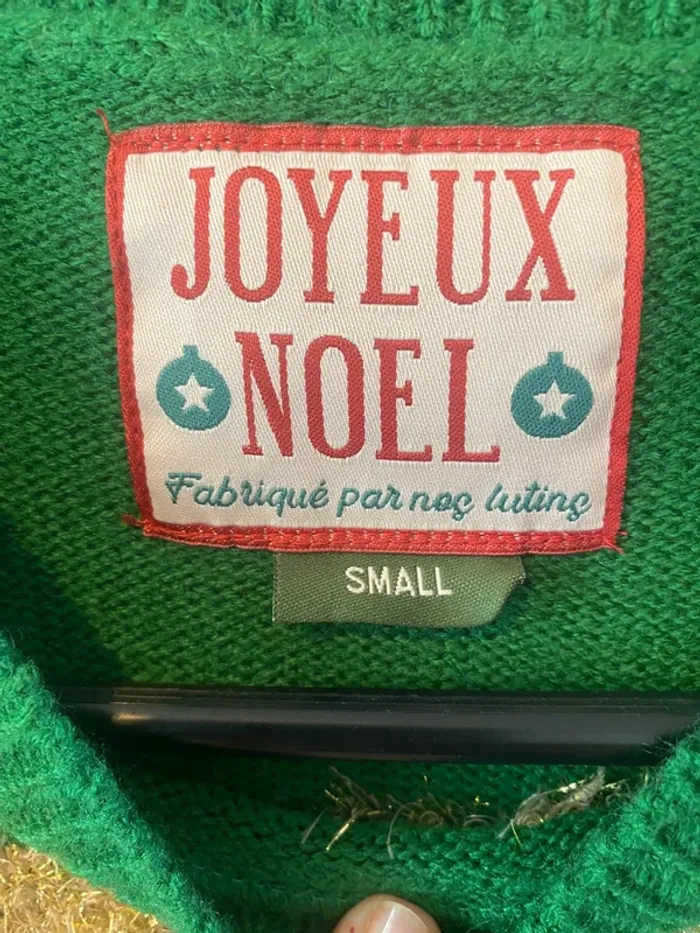 JOYEUX
NOEL
Fabriqué par nos lutins
SMALL